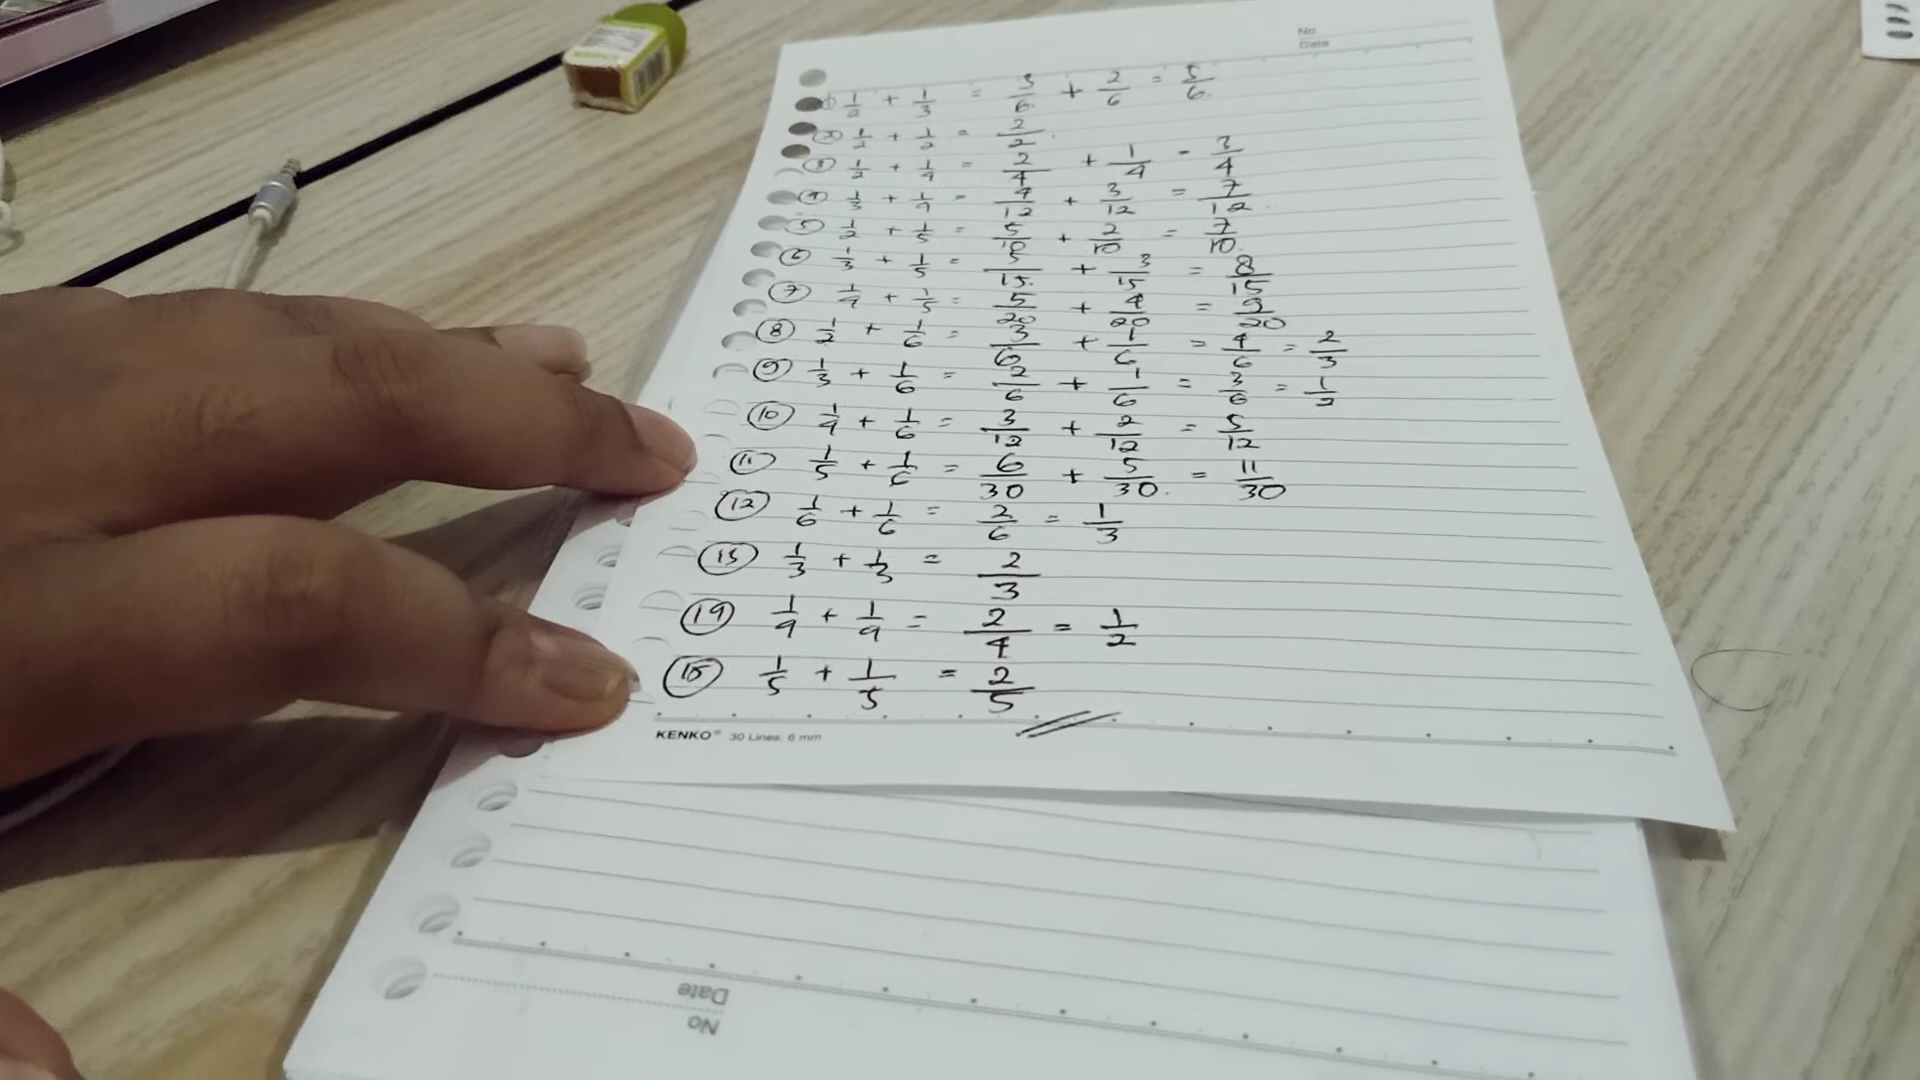 No
Date
① 1/2 + 1/3 = 3/6 + 2/6 = 5/6
② 1/2 + 1/2 = 2/2
③ 1/2 + 1/4 = 2/4 + 1/4 = 3/4
④ 1/3 + 1/4 = 4/12 + 3/12 = 7/12
⑤ 1/2 + 1/5 = 5/10 + 2/10 = 7/10
⑥ 1/3 + 1/5 = 5/15 + 3/15 = 8/15
⑦ 1/4 + 1/5 = 5/20 + 4/20 = 9/20
⑧ 1/2 + 1/6 = 3/6 + 1/6 = 4/6 = 2/3
⑨ 1/3 + 1/6 = 2/6 + 1/6 = 3/6 = 1/2
⑩ 1/4 + 1/6 = 3/12 + 2/12 = 5/12
⑪ 1/5 + 1/6 = 6/30 + 5/30 = 11/30
⑫ 1/6 + 1/6 = 2/6 = 1/3
⑬ 1/3 + 1/3 = 2/3
⑭ 1/4 + 1/4 = 2/4 = 1/2
⑮ 1/5 + 1/5 = 2/5
KENKO® 30 Lines, 6 mm
Date
No